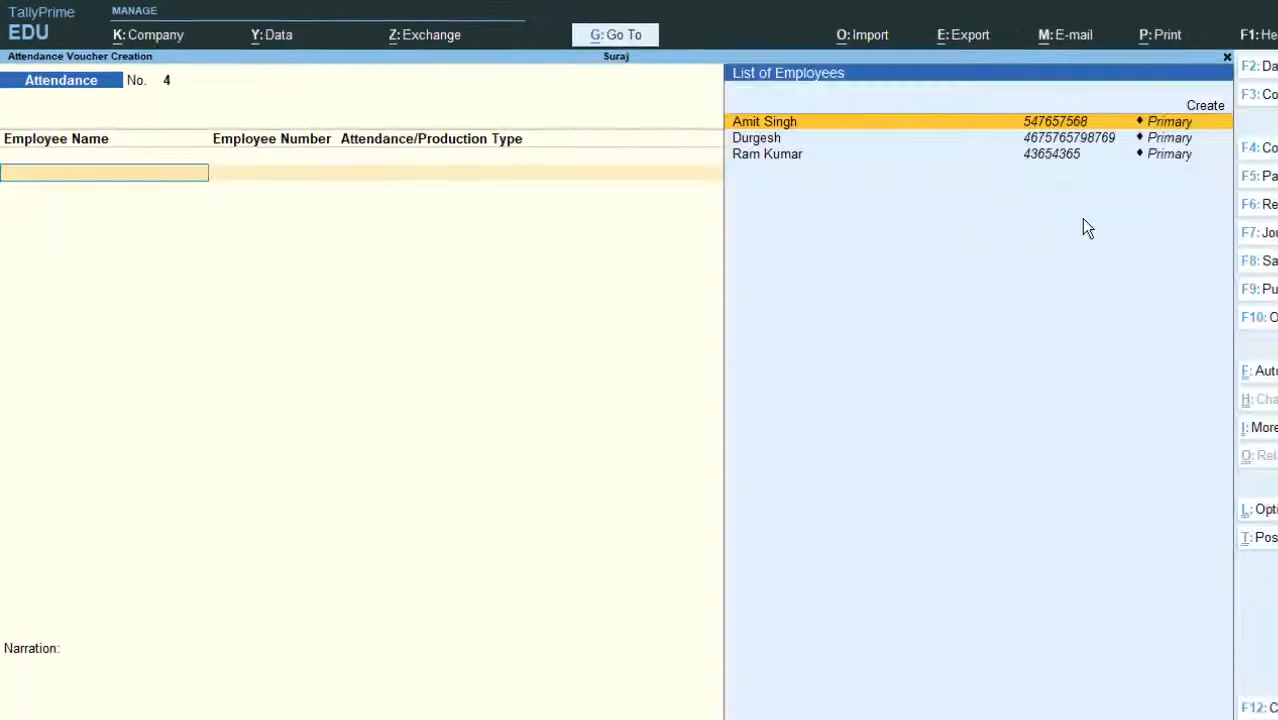 TallyPrime
EDU
MANAGE
K: Company
Y: Data
Z: Exchange
G: Go To
O: Import
E: Export
M: E-mail
P: Print
F1: He
Attendance Voucher Creation
Suraj
Attendance No. 4
Employee Name
Employee Number
Attendance/Production Type
List of Employees
Create
Amit Singh 547657568 ♦ Primary
Durgesh 4675765798769 ♦ Primary
Ram Kumar 43654365 ♦ Primary
Narration:
F2: Da
F3: Co
F4: Co
F5: Pa
F6: Re
F7: Jou
F8: Sa
F9: Pu
F10: O
F: Auto
H: Cha
I: More
O: Rel
L: Opti
T: Pos
F12: C